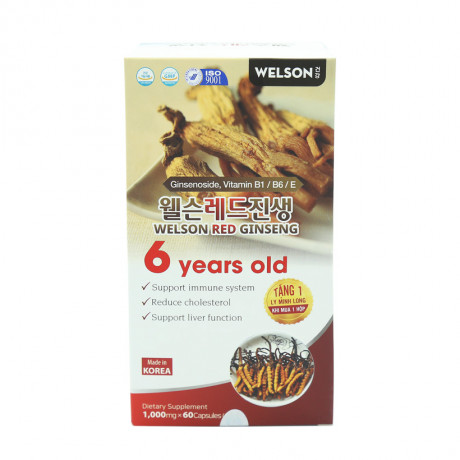 ISO
9001
WELSON
Ginsenoside, Vitamin B1 / B6 / E
웰슨레드진생
WELSON RED GINSENG
6 years old
Support immune system
Reduce cholesterol
Support liver function
TẶNG 1
LY MINH LONG
KHI MUA 1 HỘP
Made in
KOREA
Dietary Supplement
1,000mg × 60Capsules